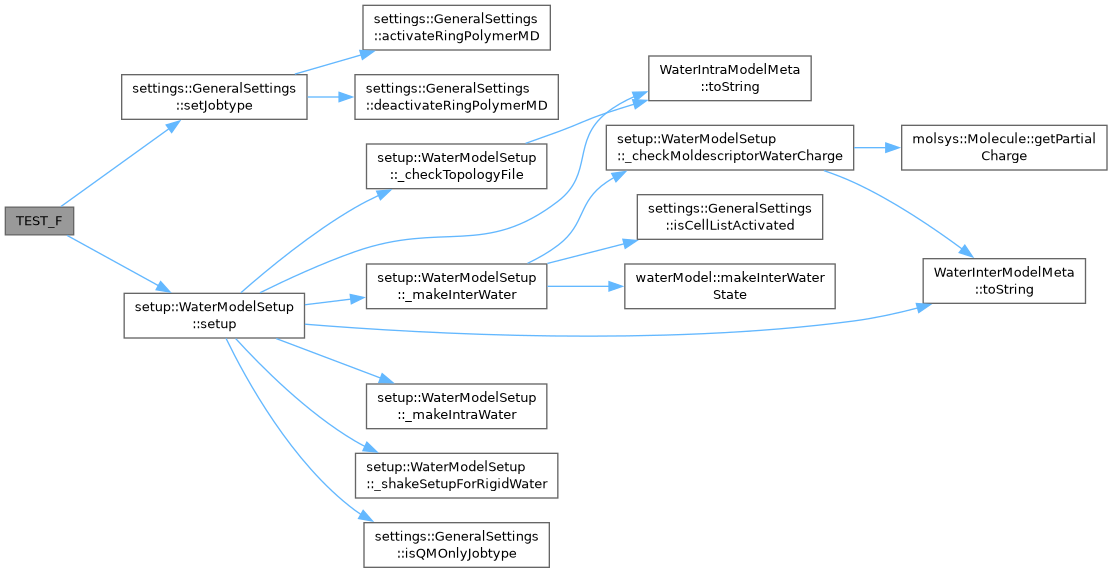 settings::GeneralSettings
::activateRingPolymerMD
settings::GeneralSettings
::setJobtype
settings::GeneralSettings
::deactivateRingPolymerMD
WaterIntraModelMeta
::toString
setup::WaterModelSetup
::_checkTopologyFile
setup::WaterModelSetup
::_checkMoldescriptorWaterCharge
molsys::Molecule::getPartial
Charge
TEST_F
settings::GeneralSettings
::isCellListActivated
setup::WaterModelSetup
::_makeInterWater
waterModel::makeInterWater
State
WaterInterModelMeta
::toString
setup::WaterModelSetup
::setup
setup::WaterModelSetup
::_makeIntraWater
setup::WaterModelSetup
::_shakeSetupForRigidWater
settings::GeneralSettings
::isQMOnlyJobtype